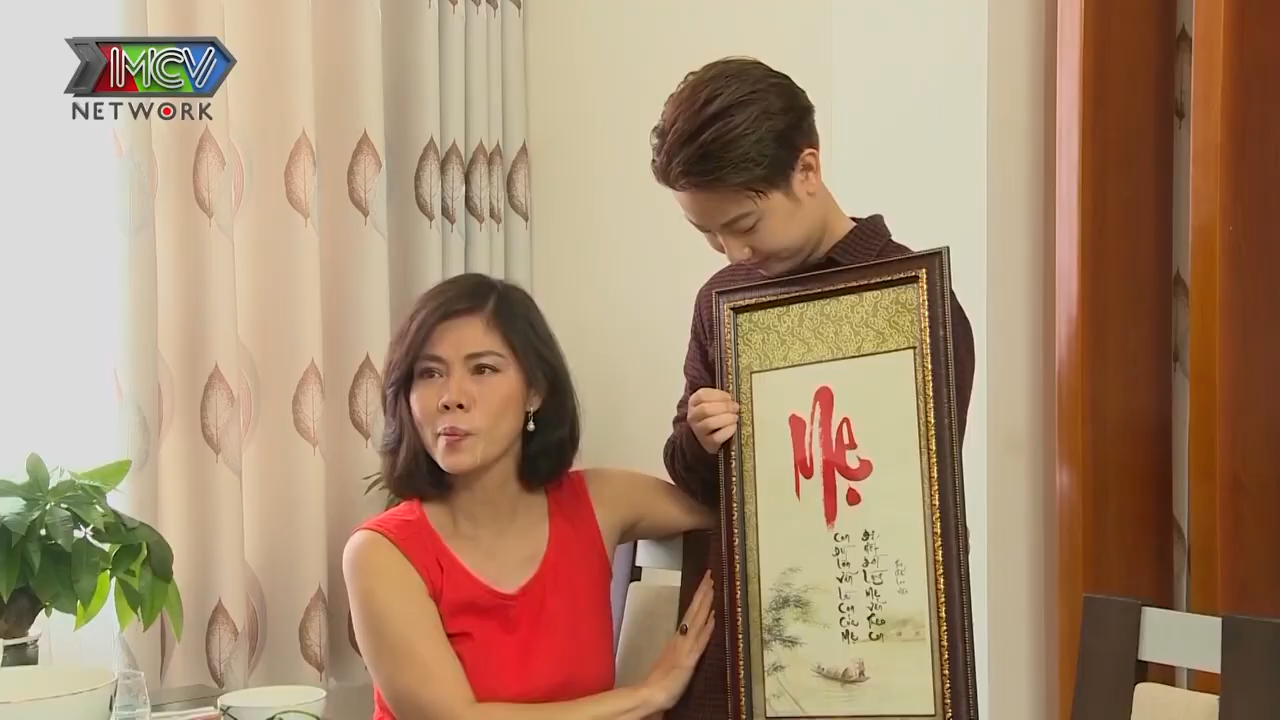 MCV
NETWORK
Mẹ
Con Dù Lớn Vẫn Là Con Của Mẹ
Đi Hết Đời Lòng Mẹ Vẫn Theo Con